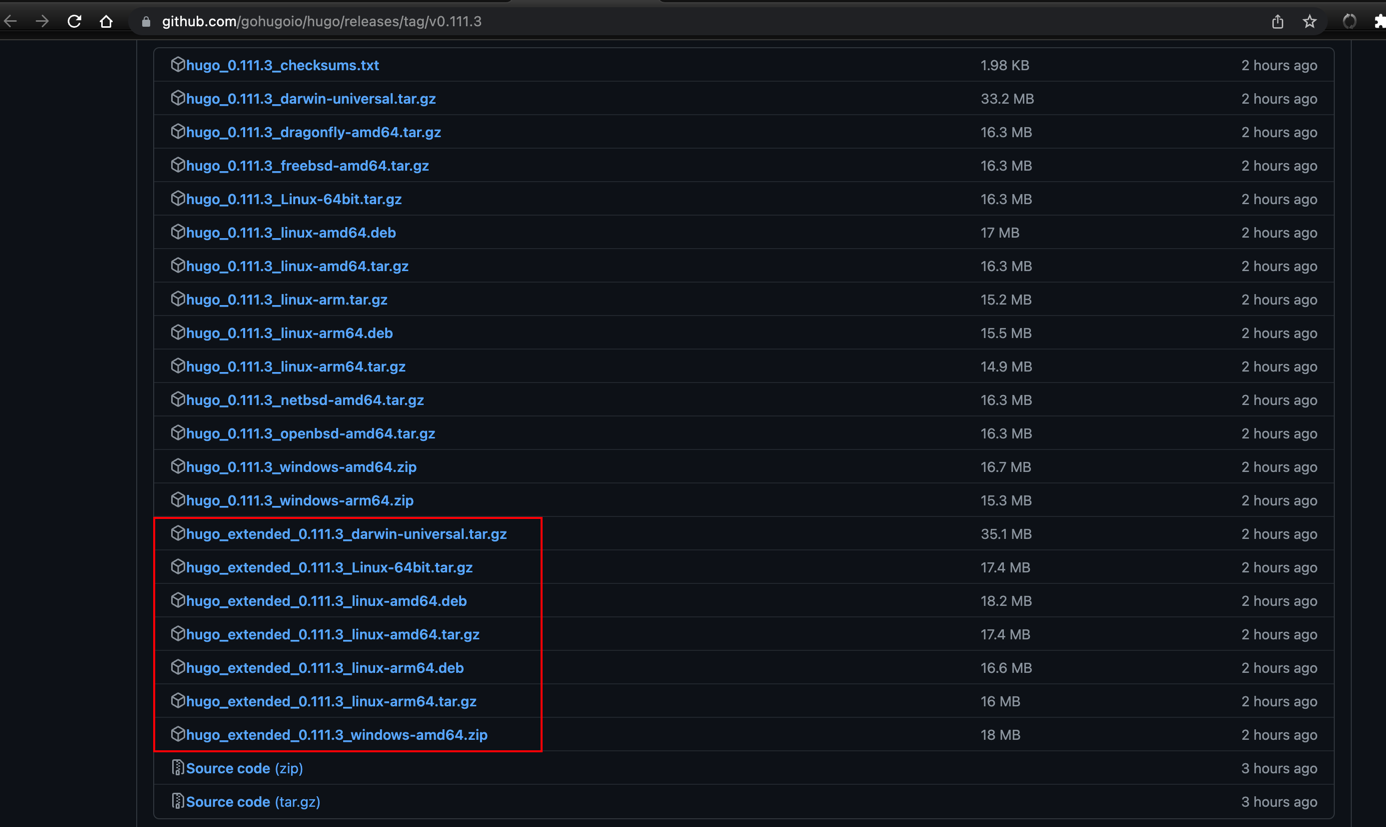 github.com/gohugoio/hugo/releases/tag/v0.111.3
hugo_0.111.3_checksums.txt 1.98 KB 2 hours ago
hugo_0.111.3_darwin-universal.tar.gz 33.2 MB 2 hours ago
hugo_0.111.3_dragonfly-amd64.tar.gz 16.3 MB 2 hours ago
hugo_0.111.3_freebsd-amd64.tar.gz 16.3 MB 2 hours ago
hugo_0.111.3_Linux-64bit.tar.gz 16.3 MB 2 hours ago
hugo_0.111.3_linux-amd64.deb 17 MB 2 hours ago
hugo_0.111.3_linux-amd64.tar.gz 16.3 MB 2 hours ago
hugo_0.111.3_linux-arm.tar.gz 15.2 MB 2 hours ago
hugo_0.111.3_linux-arm64.deb 15.5 MB 2 hours ago
hugo_0.111.3_linux-arm64.tar.gz 14.9 MB 2 hours ago
hugo_0.111.3_netbsd-amd64.tar.gz 16.3 MB 2 hours ago
hugo_0.111.3_openbsd-amd64.tar.gz 16.3 MB 2 hours ago
hugo_0.111.3_windows-amd64.zip 16.7 MB 2 hours ago
hugo_0.111.3_windows-arm64.zip 15.3 MB 2 hours ago
hugo_extended_0.111.3_darwin-universal.tar.gz 35.1 MB 2 hours ago
hugo_extended_0.111.3_Linux-64bit.tar.gz 17.4 MB 2 hours ago
hugo_extended_0.111.3_linux-amd64.deb 18.2 MB 2 hours ago
hugo_extended_0.111.3_linux-amd64.tar.gz 17.4 MB 2 hours ago
hugo_extended_0.111.3_linux-arm64.deb 16.6 MB 2 hours ago
hugo_extended_0.111.3_linux-arm64.tar.gz 16 MB 2 hours ago
hugo_extended_0.111.3_windows-amd64.zip 18 MB 2 hours ago
Source code (zip) 3 hours ago
Source code (tar.gz) 3 hours ago